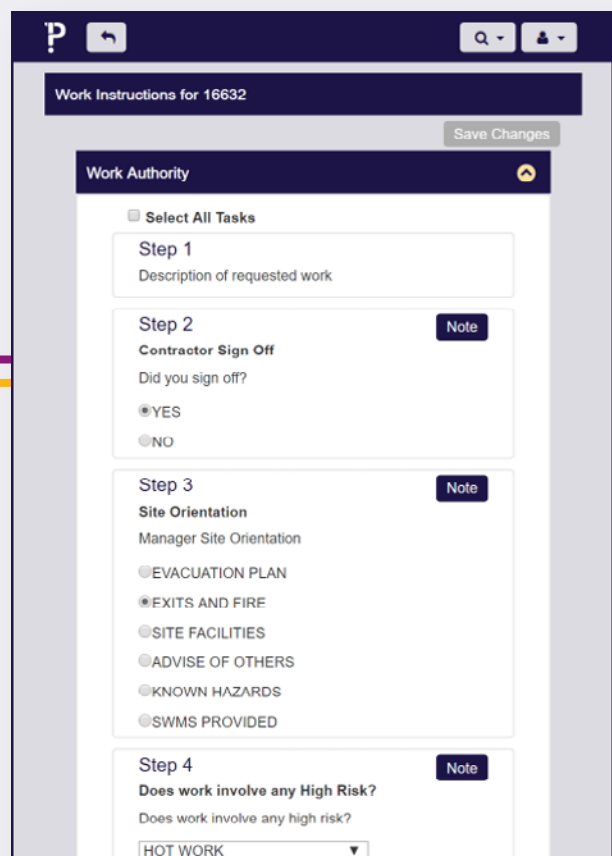 Work Instructions for 16632
Save Changes
Work Authority
Select All Tasks
Step 1
Description of requested work
Step 2
Note
Contractor Sign Off
Did you sign off?
YES
NO
Step 3
Note
Site Orientation
Manager Site Orientation
EVACUATION PLAN
EXITS AND FIRE
SITE FACILITIES
ADVISE OF OTHERS
KNOWN HAZARDS
SWMS PROVIDED
Step 4
Note
Does work involve any High Risk?
Does work involve any high risk?
HOT WORK